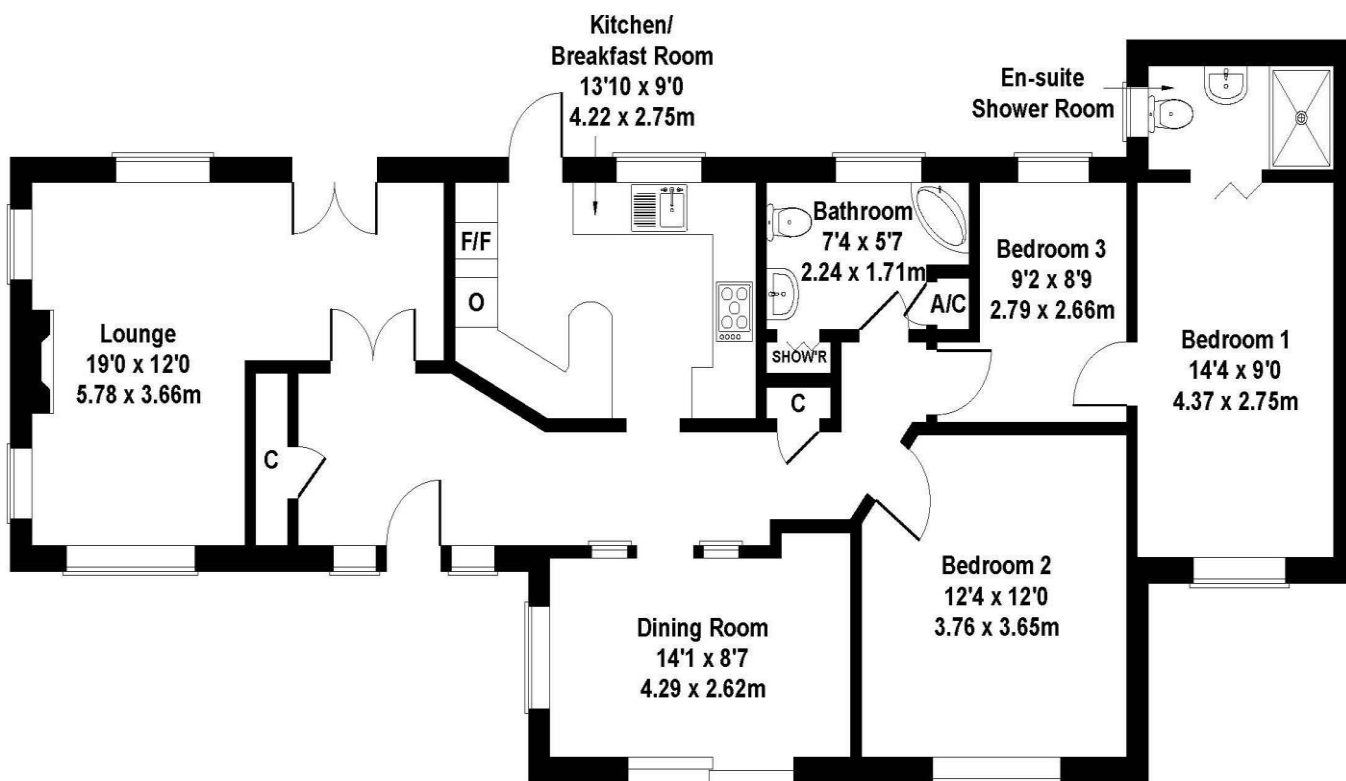 Kitchen/
Breakfast Room
13'10 x 9'0
4.22 x 2.75m
En-suite
Shower Room
F/F
O
Bathroom
7'4 x 5'7
2.24 x 1.71m
A/C
SHOW'R
Bedroom 3
9'2 x 8'9
2.79 x 2.66m
Lounge
19'0 x 12'0
5.78 x 3.66m
Bedroom 1
14'4 x 9'0
4.37 x 2.75m
C
C
Bedroom 2
12'4 x 12'0
3.76 x 3.65m
Dining Room
14'1 x 8'7
4.29 x 2.62m